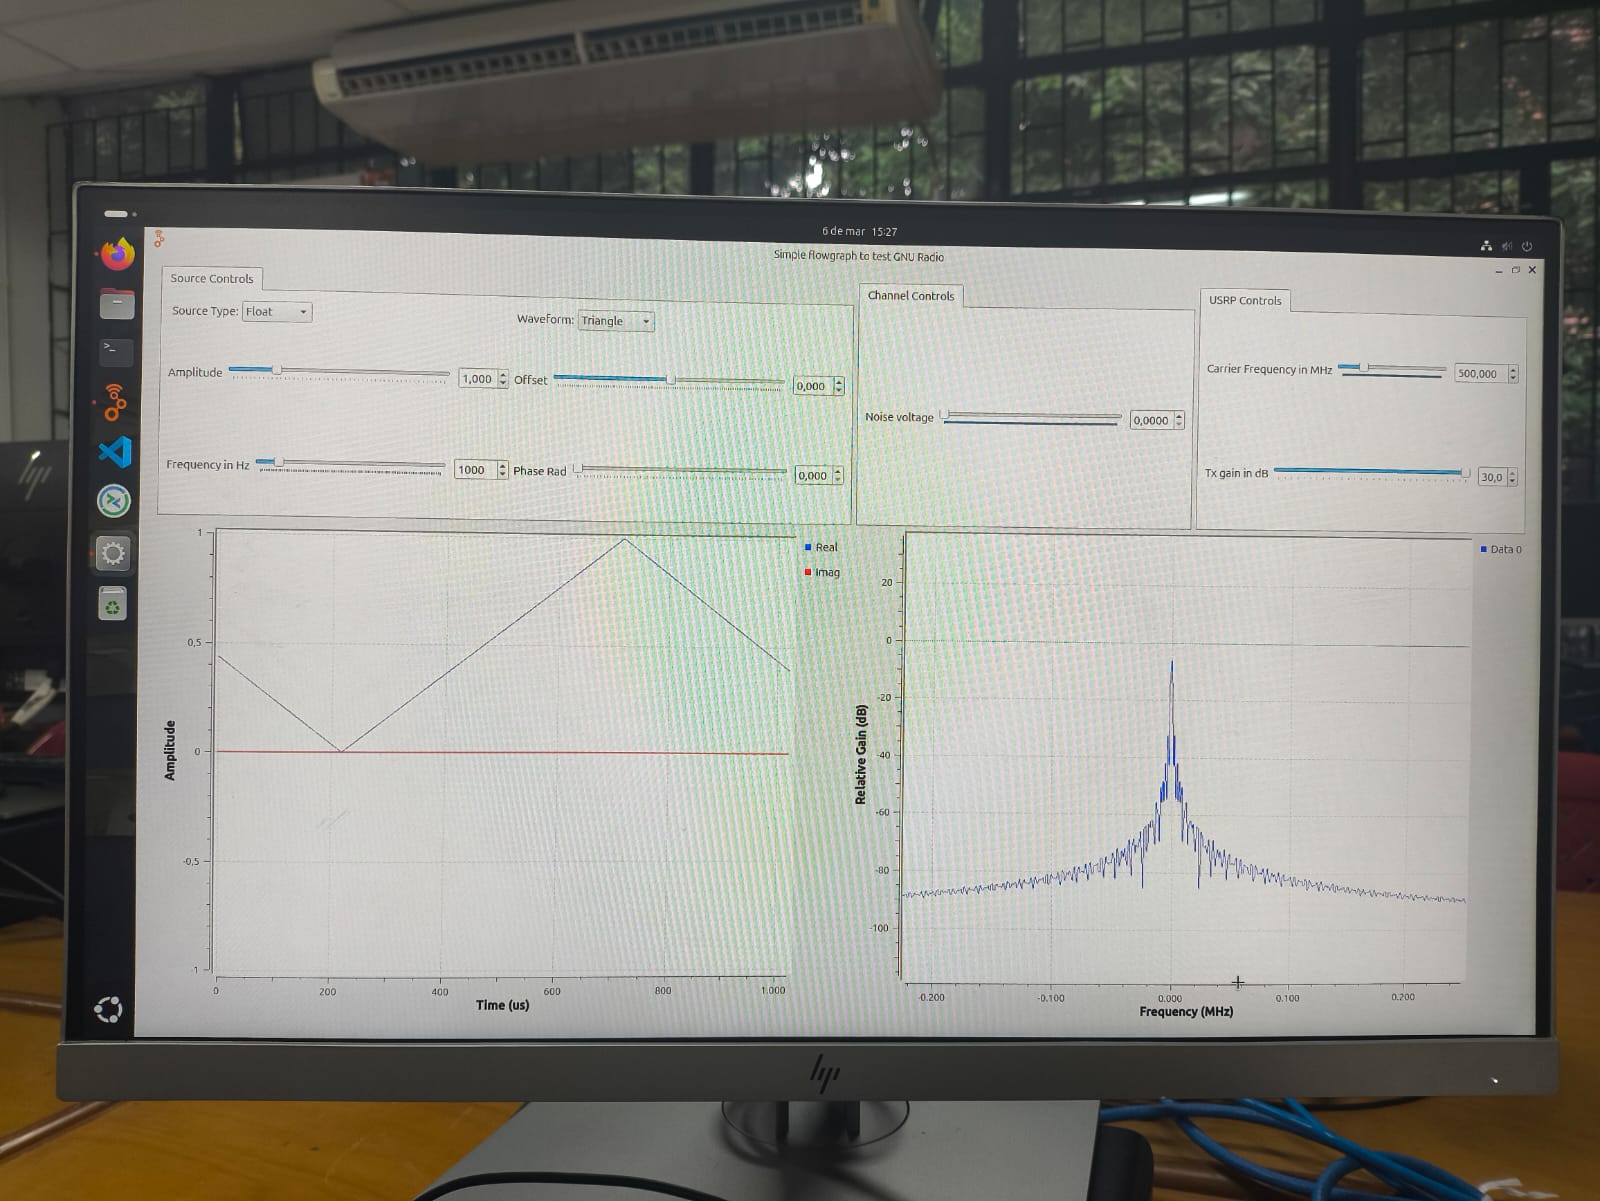 6 de mar 15:27
Simple flowgraph to test GNU Radio
Source Controls
Source Type: Float
Waveform: Triangle
Amplitude 1,000 Offset 0,000
Frequency in Hz 1000 Phase Rad 0,000
Channel Controls
Noise voltage 0,0000
USRP Controls
Carrier Frequency in MHz 500,000
Tx gain in dB 30,0
1
0,5
0
-0,5
-1
Amplitude
0 200 400 600 800 1.000
Time (us)
Real
Imag
20
0
-20
-40
-60
-80
-100
Relative Gain (dB)
-0.200 -0.100 0.000 0.100 0.200
Frequency (MHz)
Data 0
hp
hp